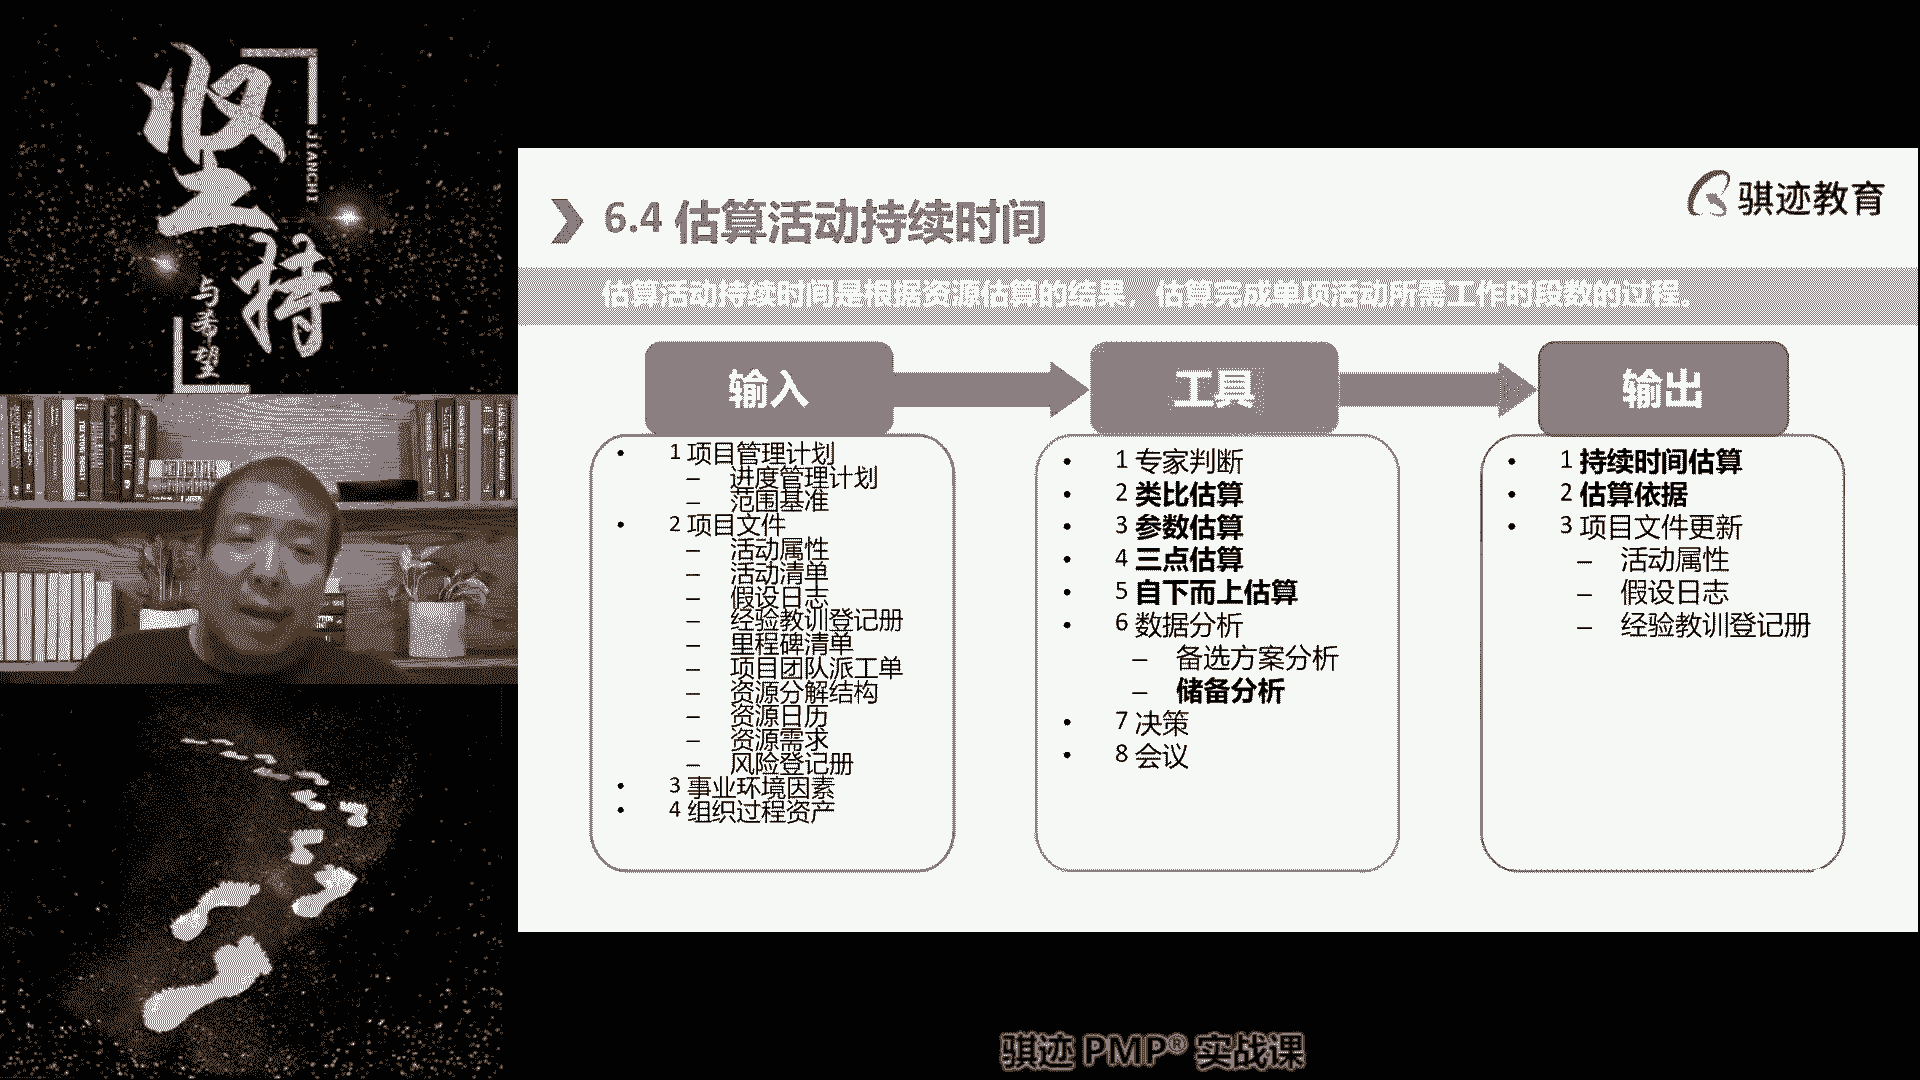 坚持
JIANCHI
与希望
骐迹教育
6.4 估算活动持续时间
估算活动持续时间是根据资源估算的结果，估算完成单项活动所需工作时段数的过程。
输入
• 1 项目管理计划
– 进度管理计划
– 范围基准
• 2 项目文件
– 活动属性
– 活动清单
– 假设日志
– 经验教训登记册
– 里程碑清单
– 项目团队派工单
– 资源分解结构
– 资源日历
– 资源需求
– 风险登记册
• 3 事业环境因素
• 4 组织过程资产
工具
• 1 专家判断
• 2 类比估算
• 3 参数估算
• 4 三点估算
• 5 自下而上估算
• 6 数据分析
– 备选方案分析
– 储备分析
• 7 决策
• 8 会议
输出
• 1 持续时间估算
• 2 估算依据
• 3 项目文件更新
– 活动属性
– 假设日志
– 经验教训登记册
骐迹 PMP® 实战课